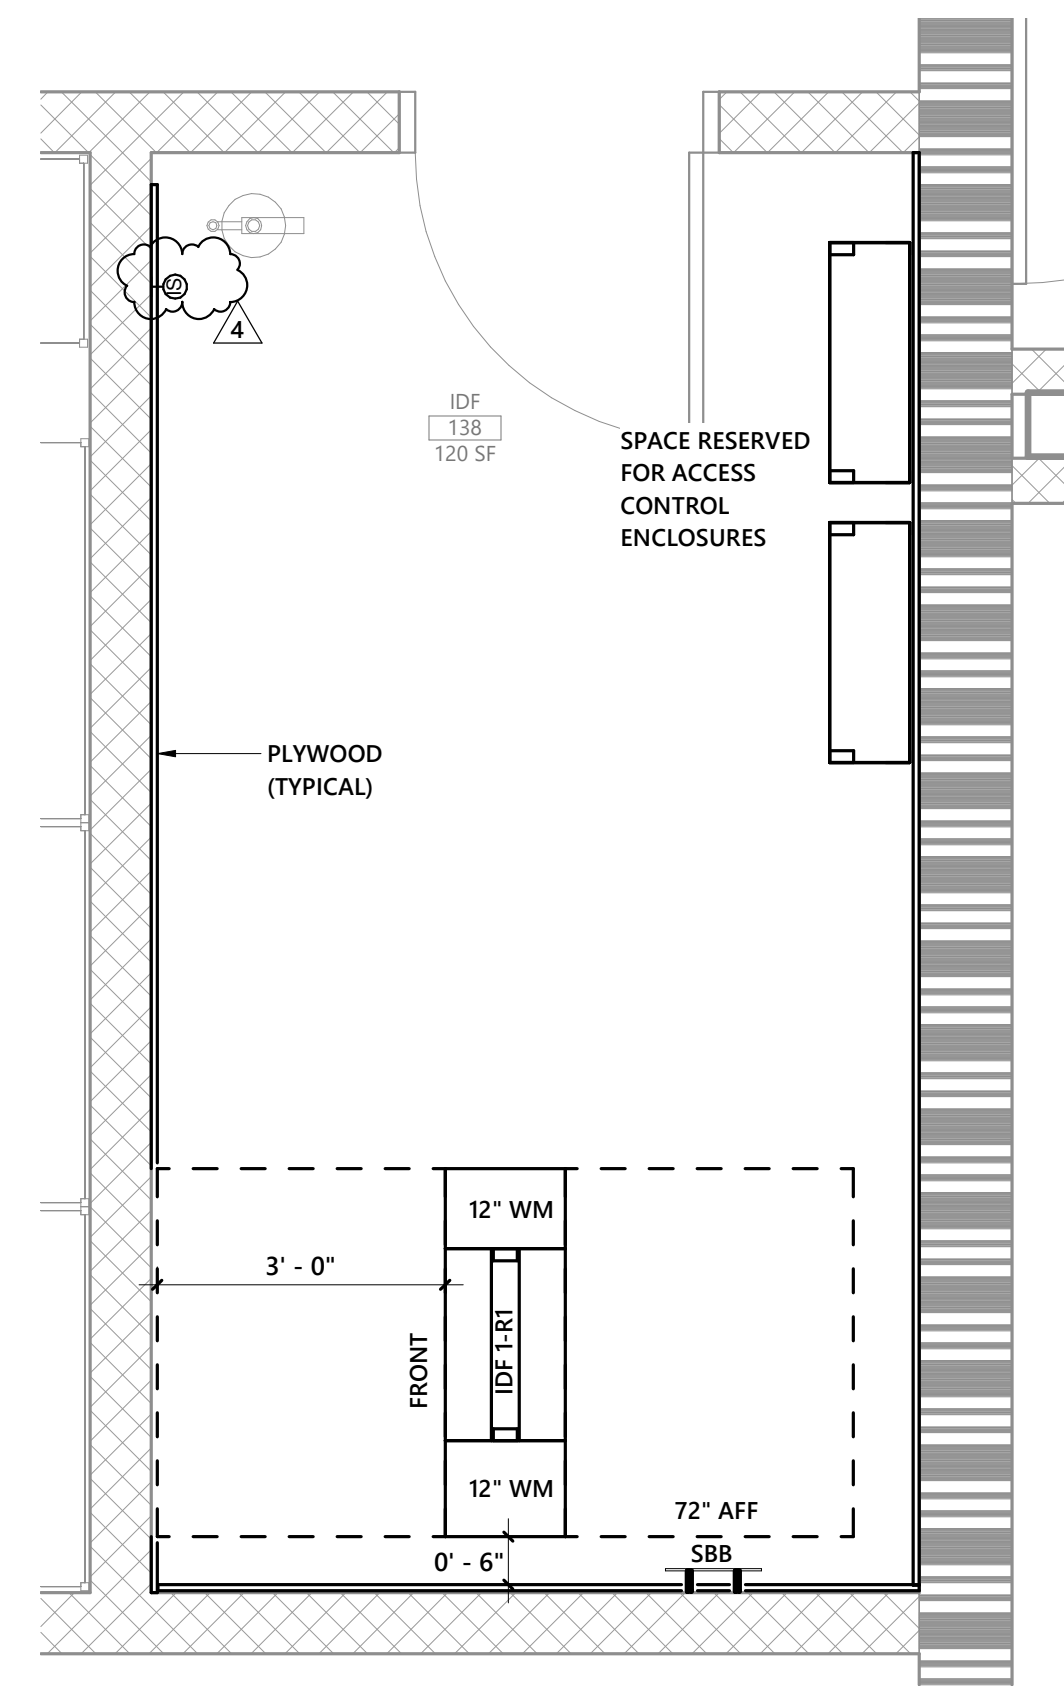 IS
4
IDF
138
120 SF
SPACE RESERVED
FOR ACCESS
CONTROL
ENCLOSURES
PLYWOOD
(TYPICAL)
12" WM
3' - 0"
FRONT
IDF 1-R1
12" WM
72" AFF
SBB
0' - 6"